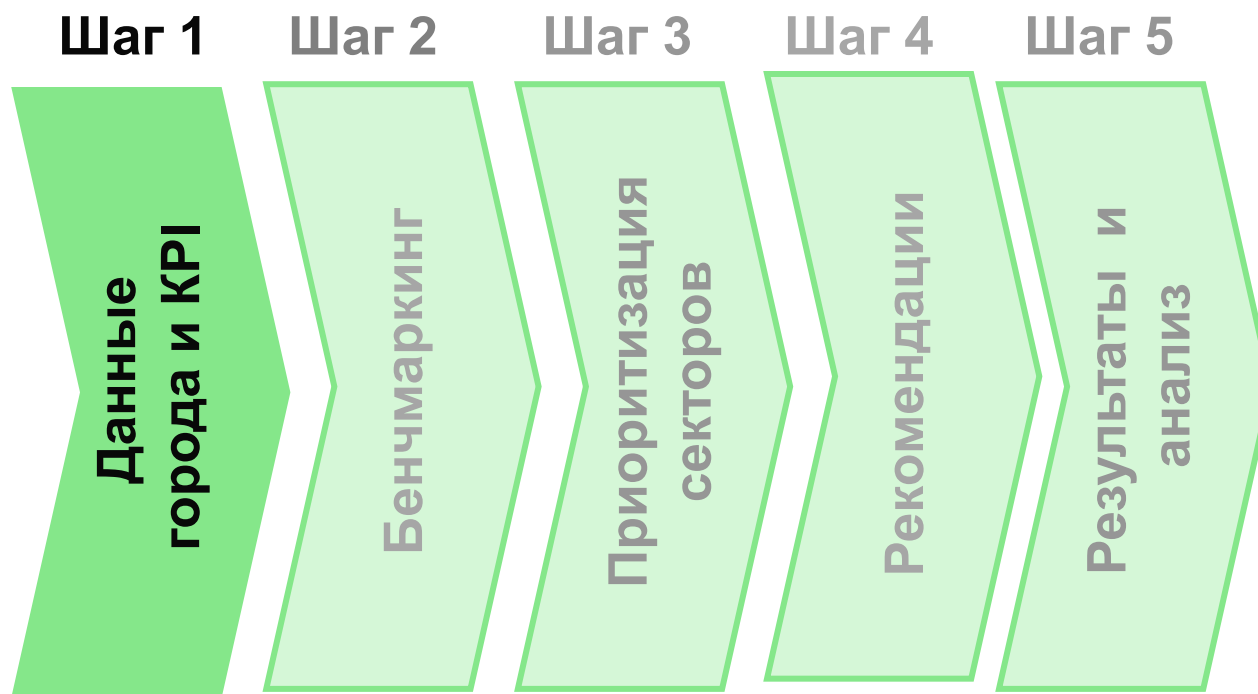 Шаг 1
Шаг 2
Шаг 3
Шаг 4
Шаг 5
Данные
города и KPI
Бенчмаркинг
Приоритизация
секторов
Рекомендации
Результаты и
анализ